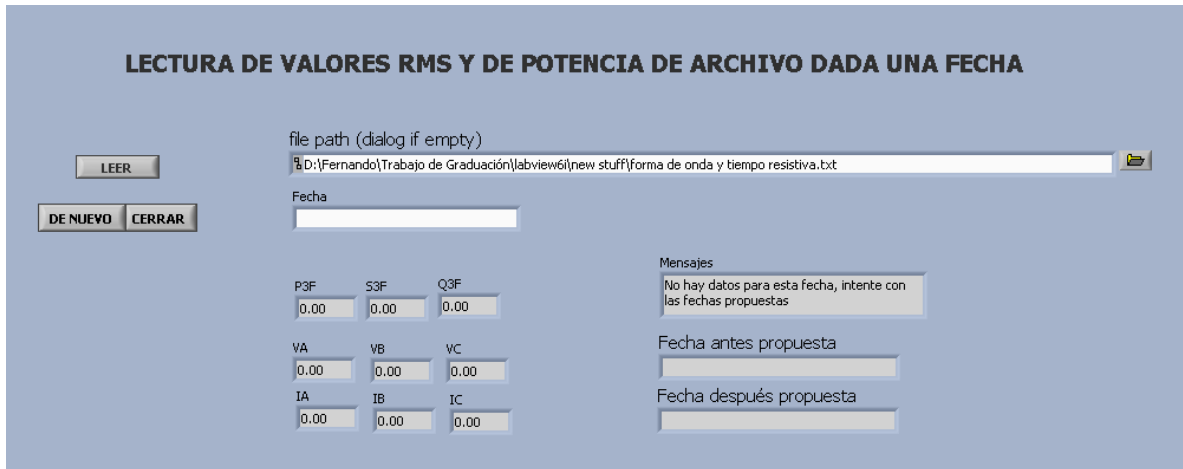 LECTURA DE VALORES RMS Y DE POTENCIA DE ARCHIVO DADA UNA FECHA
file path (dialog if empty)
LEER
D:\Fernando\Trabajo de Graduación\labview6i\new stuff\forma de onda y tiempo resistiva.txt
Fecha
DE NUEVO CERRAR
Mensajes
No hay datos para esta fecha, intente con
las fechas propuestas
P3F S3F Q3F
0.00 0.00 0.00
Fecha antes propuesta
VA VB VC
0.00 0.00 0.00
Fecha después propuesta
IA IB IC
0.00 0.00 0.00